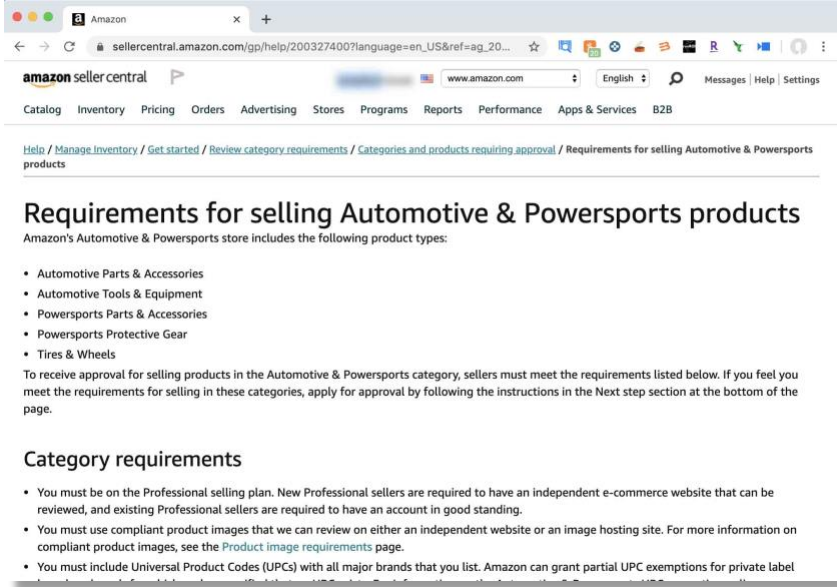 Amazon
sellercentral.amazon.com/gp/help/200327400?language=en_US&ref=ag_20...
amazon seller central
www.amazon.com
English
Messages | Help | Settings
Catalog Inventory Pricing Orders Advertising Stores Programs Reports Performance Apps & Services B2B
Help / Manage Inventory / Get started / Review category requirements / Categories and products requiring approval / Requirements for selling Automotive & Powersports
products
Requirements for selling Automotive & Powersports products
Amazon's Automotive & Powersports store includes the following product types:
• Automotive Parts & Accessories
• Automotive Tools & Equipment
• Powersports Parts & Accessories
• Powersports Protective Gear
• Tires & Wheels
To receive approval for selling products in the Automotive & Powersports category, sellers must meet the requirements listed below. If you feel you
meet the requirements for selling in these categories, apply for approval by following the instructions in the Next step section at the bottom of the
page.
Category requirements
• You must be on the Professional selling plan. New Professional sellers are required to have an independent e-commerce website that can be
reviewed, and existing Professional sellers are required to have an account in good standing.
• You must use compliant product images that we can review on either an independent website or an image hosting site. For more information on
compliant product images, see the Product image requirements page.
• You must include Universal Product Codes (UPCs) with all major brands that you list. Amazon can grant partial UPC exemptions for private label